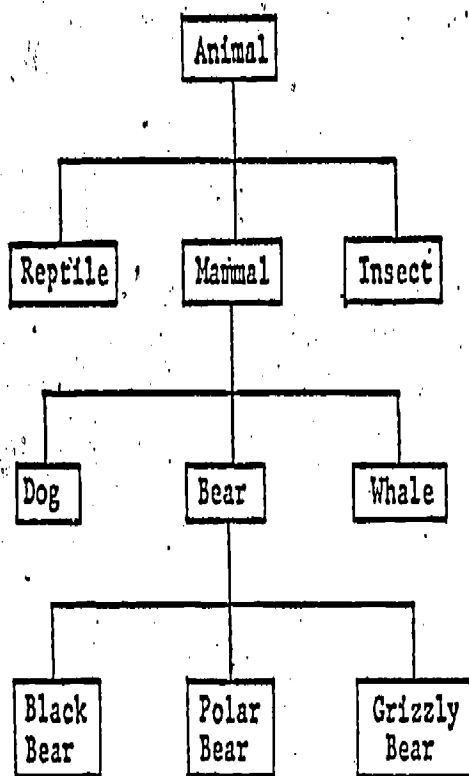 Animal
Reptile Mammal Insect
Dog Bear Whale
Black Polar Grizzly
Bear Bear Bear